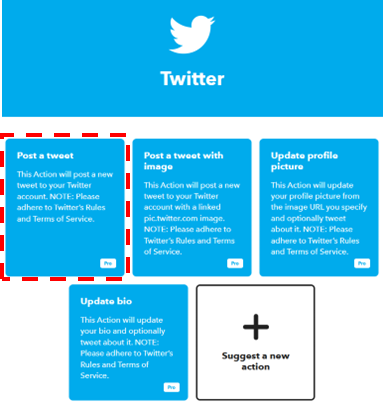 Twitter
Post a tweet
This Action will post a new
tweet to your Twitter
account. NOTE: Please
adhere to Twitter's Rules
and Terms of Service.
Pro
Post a tweet with
image
This Action will post a new
tweet to your Twitter
account with a linked
pic.twitter.com image.
NOTE: Please adhere to
Twitter's Rules and Terms
of Service.
Pro
Update profile
picture
This Action will update
your profile picture from
the image URL you specify
and optionally tweet
about it. NOTE: Please
adhere to Twitter's Rules
and Terms of Service.
Pro
Update bio
This Action will update
your bio and optionally
tweet about it. NOTE:
Please adhere to Twitter's
Rules and Terms of
Service.
Pro
Suggest a new
action